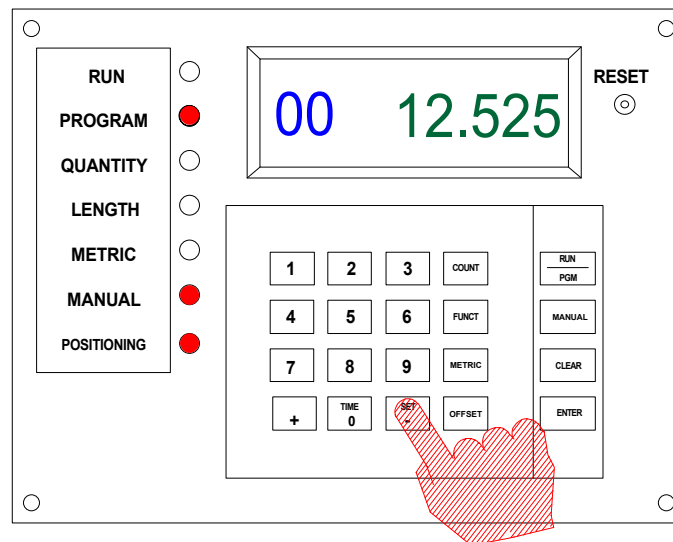 RUN
PROGRAM
QUANTITY
LENGTH
METRIC
MANUAL
POSITIONING
00 12.525
RESET
1 2 3 COUNT
4 5 6 FUNCT
7 8 9 METRIC
+ TIME 0 SET - OFFSET
RUN
PGM
MANUAL
CLEAR
ENTER